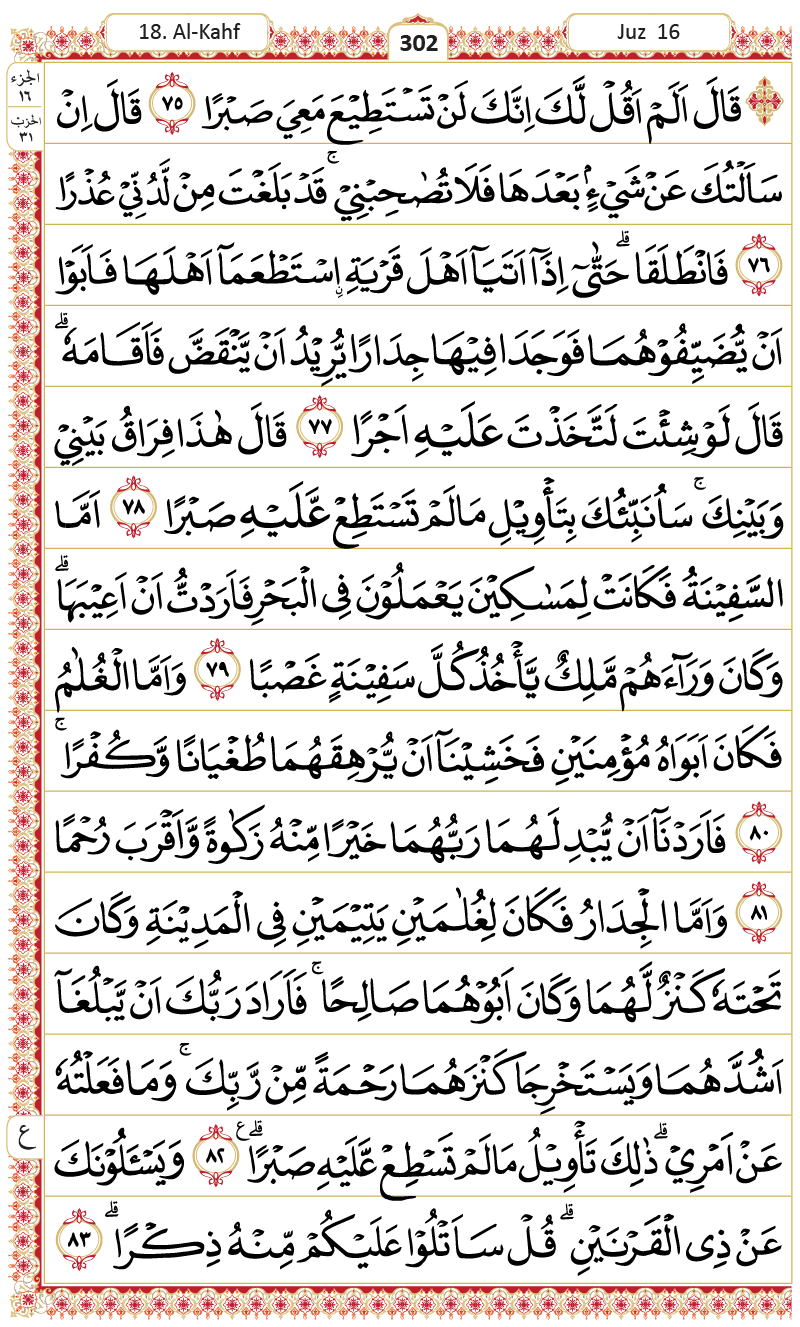 18. Al-Kahf
302
Juz 16
الجزء
١٦
الحزب
٣١
قَالَ اَلَمْ اَقُلْ لَّكَ اِنَّكَ لَنْ تَسْتَطِيْعَ مَعِيَ صَبْرًا ٧٥ قَالَ اِنْ
سَاَلْتُكَ عَنْ شَيْءٍۢ بَعْدَهَا فَلَا تُصٰحِبْنِيْۚ قَدْ بَلَغْتَ مِنْ لَّدُنِّيْ عُذْرًا
٧٦ فَانْطَلَقَاۗ حَتّٰىٓ اِذَآ اَتَيَآ اَهْلَ قَرْيَةِ ۨاِسْتَطْعَمَآ اَهْلَهَا فَاَبَوْا
اَنْ يُّضَيِّفُوْهُمَا فَوَجَدَا فِيْهَا جِدَارًا يُّرِيْدُ اَنْ يَّنْقَضَّ فَاَقَامَهٗۗ
قَالَ لَوْ شِئْتَ لَتَّخَذْتَ عَلَيْهِ اَجْرًا ٧٧ قَالَ هٰذَا فِرَاقُ بَيْنِيْ
وَبَيْنِكَۚ سَاُنَبِّئُكَ بِتَأْوِيْلِ مَا لَمْ تَسْتَطِعْ عَّلَيْهِ صَبْرًا ٧٨ اَمَّا
السَّفِيْنَةُ فَكَانَتْ لِمَسٰكِيْنَ يَعْمَلُوْنَ فِى الْبَحْرِ فَاَرَدْتُّ اَنْ اَعِيْبَهَاۗ
وَكَانَ وَرَاۤءَهُمْ مَّلِكٌ يَّأْخُذُ كُلَّ سَفِيْنَةٍ غَصْبًا ٧٩ وَاَمَّا الْغُلٰمُ
فَكَانَ اَبَوَاهُ مُؤْمِنَيْنِ فَخَشِيْنَآ اَنْ يُّرْهِقَهُمَا طُغْيَانًا وَّكُفْرًاۚ
٨٠ فَاَرَدْنَآ اَنْ يُّبْدِلَهُمَا رَبُّهُمَا خَيْرًا مِّنْهُ زَكٰوةً وَّاَقْرَبَ رُحْمًا
٨١ وَاَمَّا الْجِدَارُ فَكَانَ لِغُلٰمَيْنِ يَتِيْمَيْنِ فِى الْمَدِيْنَةِ وَكَانَ
تَحْتَهٗ كَنْزٌ لَّهُمَا وَكَانَ اَبُوْهُمَا صَالِحًاۚ فَاَرَادَ رَبُّكَ اَنْ يَّبْلُغَآ
اَشُدَّهُمَا وَيَسْتَخْرِجَا كَنْزَهُمَا رَحْمَةً مِّنْ رَّبِّكَۚ وَمَا فَعَلْتُهٗ
ع
عَنْ اَمْرِيْۗ ذٰلِكَ تَأْوِيْلُ مَا لَمْ تَسْطِعْ عَّلَيْهِ صَبْرًاۗ ع ٨٢ وَيَسْـَٔلُوْنَكَ
عَنْ ذِى الْقَرْنَيْنِۗ قُلْ سَاَتْلُوْا عَلَيْكُمْ مِّنْهُ ذِكْرًاۗ ٨٣